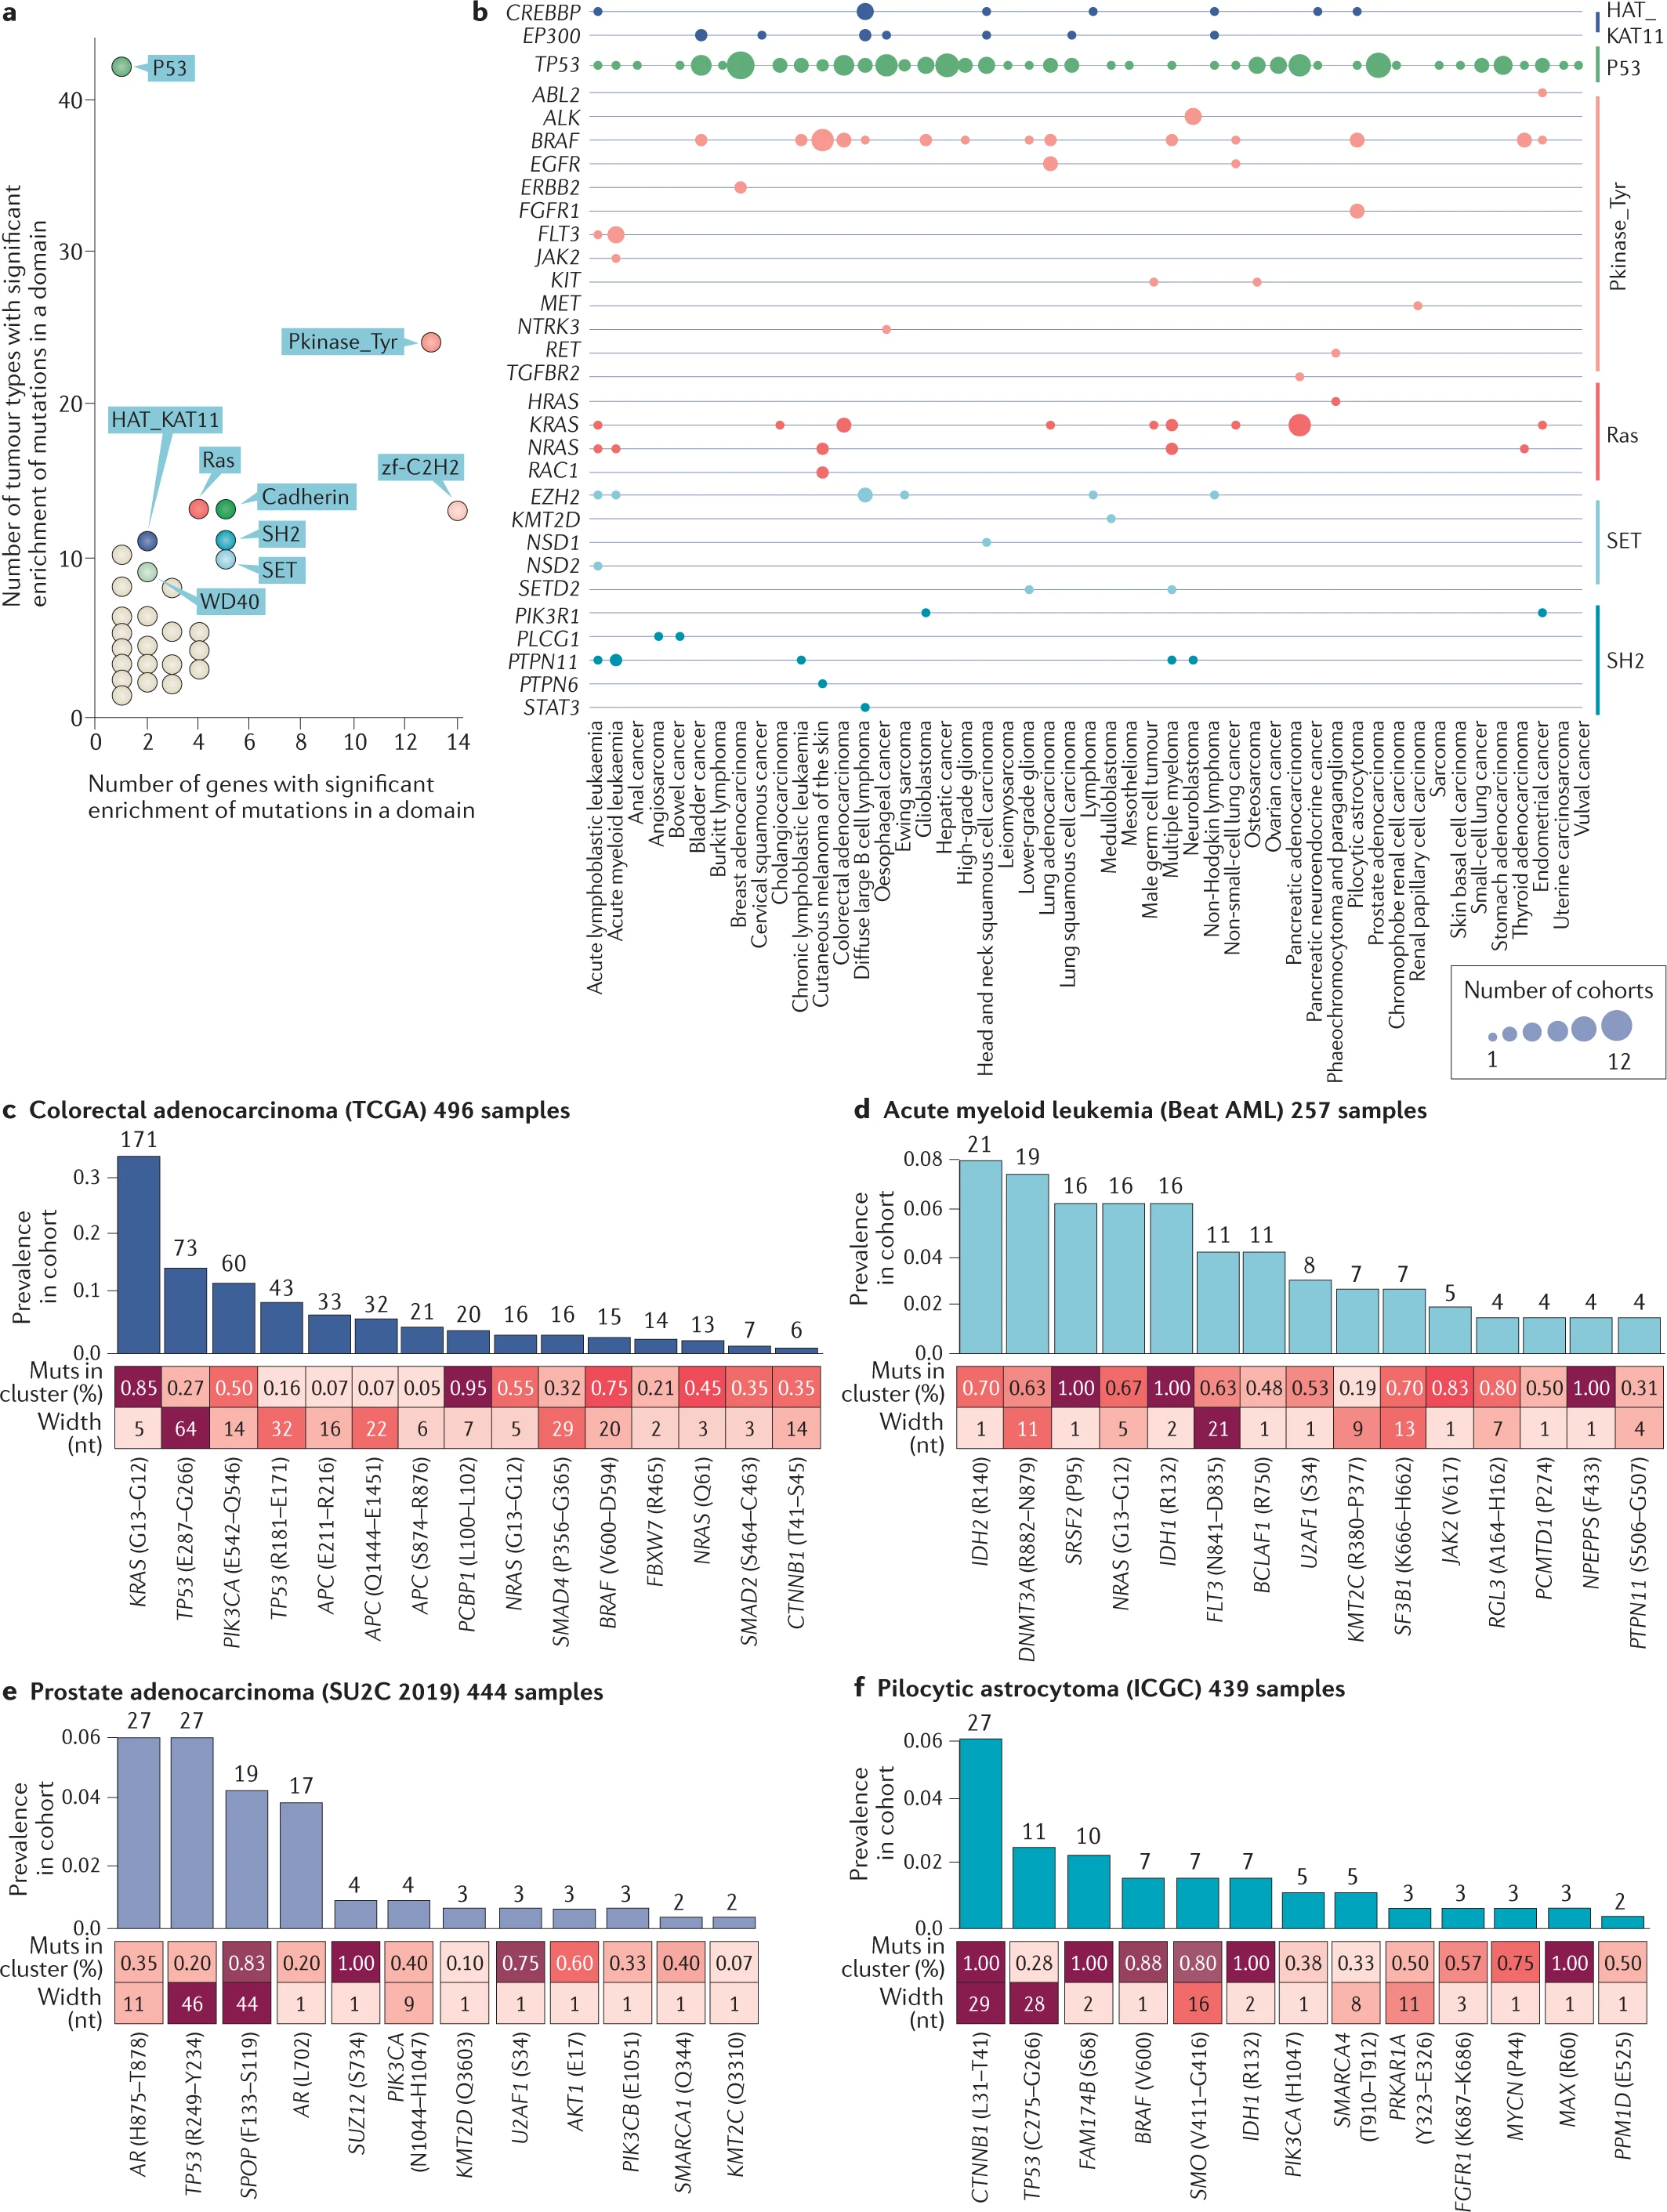 a
Number of tumour types with significant
enrichment of mutations in a domain
40
30
20
10
0
P53
Pkinase_Tyr
HAT_KAT11
Ras
zf-C2H2
Cadherin
SH2
SET
WD40
0 2 4 6 8 10 12 14
Number of genes with significant
enrichment of mutations in a domain
b
CREBBP
EP300
TP53
ABL2
ALK
BRAF
EGFR
ERBB2
FGFR1
FLT3
JAK2
KIT
MET
NTRK3
RET
TGFBR2
HRAS
KRAS
NRAS
RAC1
EZH2
KMT2D
NSD1
NSD2
SETD2
PIK3R1
PLCG1
PTPN11
PTPN6
STAT3
HAT_
KAT11
P53
Pkinase_Tyr
Ras
SET
SH2
Acute lymphoblastic leukaemia
Acute myeloid leukaemia
Anal cancer
Angiosarcoma
Bowel cancer
Bladder cancer
Burkitt lymphoma
Breast adenocarcinoma
Cervical squamous cancer
Cholangiocarcinoma
Chronic lymphoblastic leukaemia
Cutaneous melanoma of the skin
Colorectal adenocarcinoma
Diffuse large B cell lymphoma
Oesophageal cancer
Ewing sarcoma
Glioblastoma
Hepatic cancer
High-grade glioma
Head and neck squamous cell carcinoma
Leiomyosarcoma
Lower-grade glioma
Lung adenocarcinoma
Lung squamous cell carcinoma
Lymphoma
Medulloblastoma
Mesothelioma
Male germ cell tumour
Multiple myeloma
Neuroblastoma
Non-Hodgkin lymphoma
Non-small-cell lung cancer
Osteosarcoma
Ovarian cancer
Pancreatic adenocarcinoma
Pancreatic neuroendocrine cancer
Phaeochromocytoma and paraganglioma
Pilocytic astrocytoma
Prostate adenocarcinoma
Chromophobe renal cell carcinoma
Renal papillary cell carcinoma
Sarcoma
Skin basal cell carcinoma
Small-cell lung cancer
Stomach adenocarcinoma
Thyroid adenocarcinoma
Endometrial cancer
Uterine carcinosarcoma
Vulval cancer
Number of cohorts
1 12
c Colorectal adenocarcinoma (TCGA) 496 samples
Prevalence
in cohort
0.3
0.2
0.1
0.0
171 73 60 43 33 32 21 20 16 16 15 14 13 7 6
Muts in
cluster (%)
0.85 0.27 0.50 0.16 0.07 0.07 0.05 0.95 0.55 0.32 0.75 0.21 0.45 0.35 0.35
Width
(nt)
5 64 14 32 16 22 6 7 5 29 20 2 3 3 14
KRAS (G13–G12)
TP53 (E287–G266)
PIK3CA (E542–Q546)
TP53 (R181–E171)
APC (E211–R216)
APC (Q1444–E1451)
APC (S874–R876)
PCBP1 (L100–L102)
NRAS (G13–G12)
SMAD4 (P356–G365)
BRAF (V600–D594)
FBXW7 (R465)
NRAS (Q61)
SMAD2 (S464–C463)
CTNNB1 (T41–S45)
d Acute myeloid leukemia (Beat AML) 257 samples
Prevalence
in cohort
0.08
0.06
0.04
0.02
0.0
21 19 16 16 16 11 11 8 7 7 5 4 4 4 4
Muts in
cluster (%)
0.70 0.63 1.00 0.67 1.00 0.63 0.48 0.53 0.19 0.70 0.83 0.80 0.50 1.00 0.31
Width
(nt)
1 11 1 5 2 21 1 1 9 13 1 7 1 1 4
IDH2 (R140)
DNMT3A (R882–N879)
SRSF2 (P95)
NRAS (G13–G12)
IDH1 (R132)
FLT3 (N841–D835)
BCLAF1 (R750)
U2AF1 (S34)
KMT2C (R380–P377)
SF3B1 (K666–H662)
JAK2 (V617)
RGL3 (A164–H162)
PCMTD1 (P274)
NPEPPS (F433)
PTPN11 (S506–G507)
e Prostate adenocarcinoma (SU2C 2019) 444 samples
Prevalence
in cohort
0.06
0.04
0.02
0.0
27 27 19 17 4 4 3 3 3 3 2 2
Muts in
cluster (%)
0.35 0.20 0.83 0.20 1.00 0.40 0.10 0.75 0.60 0.33 0.40 0.07
Width
(nt)
11 46 44 1 1 9 1 1 1 1 1 1
AR (H875–T878)
TP53 (R249–Y234)
SPOP (F133–S119)
AR (L702)
SUZ12 (S734)
PIK3CA
(N1044–H1047)
KMT2D (Q3603)
U2AF1 (S34)
AKT1 (E17)
PIK3CB (E1051)
SMARCA1 (Q344)
KMT2C (Q3310)
f Pilocytic astrocytoma (ICGC) 439 samples
Prevalence
in cohort
0.06
0.04
0.02
0.0
27 11 10 7 7 7 5 5 3 3 3 3 2
Muts in
cluster (%)
1.00 0.28 1.00 0.88 0.80 1.00 0.38 0.33 0.50 0.57 0.75 1.00 0.50
Width
(nt)
29 28 2 1 16 2 1 8 11 3 1 1 1
CTNNB1 (L31–T41)
TP53 (C275–G266)
FAM174B (S68)
BRAF (V600)
SMO (V411–G416)
IDH1 (R132)
PIK3CA (H1047)
SMARCA4
(T910–T912)
PRKAR1A
(Y323–E326)
FGFR1 (K687–K686)
MYCN (P44)
MAX (R60)
PPM1D (E525)